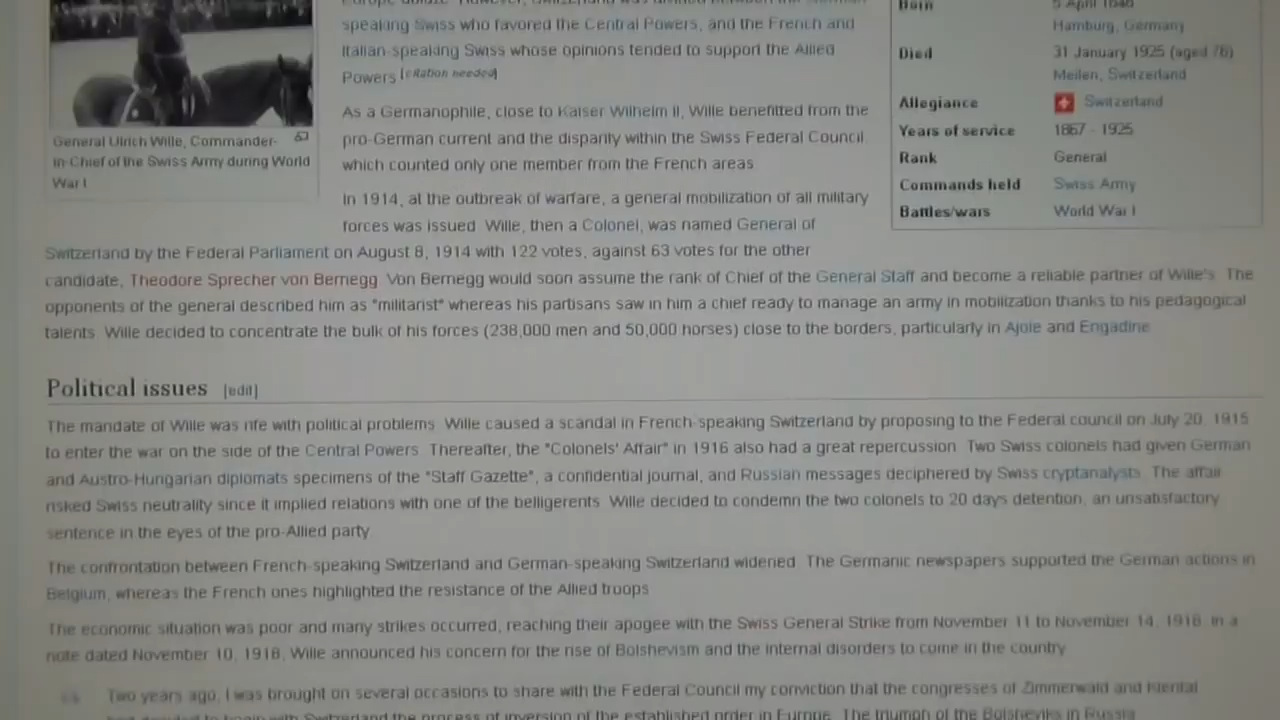 speaking Swiss who favored the Central Powers, and the French and
Italian-speaking Swiss whose opinions tended to support the Allied
Powers [citation needed]
As a Germanophile, close to Kaiser Wilhelm II, Wille benefitted from the
pro-German current and the disparity within the Swiss Federal Council
which counted only one member from the French areas
In 1914, at the outbreak of warfare, a general mobilization of all military
forces was issued Wille, then a Colonel, was named General of
Switzerland by the Federal Parliament on August 8, 1914 with 122 votes, against 63 votes for the other
candidate, Theodore Sprecher von Bernegg Von Bernegg would soon assume the rank of Chief of the General Staff and become a reliable partner of Wille's The
opponents of the general described him as "militarist" whereas his partisans saw in him a chief ready to manage an army in mobilization thanks to his pedagogical
talents Wille decided to concentrate the bulk of his forces (238,000 men and 50,000 horses) close to the borders, particularly in Ajoie and Engadine
General Ulrich Wille, Commander-
in-Chief of the Swiss Army during World
War I
Born 5 April 1848
Hamburg, Germany
Died 31 January 1925 (aged 76)
Meilen, Switzerland
Allegiance Switzerland
Years of service 1867 - 1925
Rank General
Commands held Swiss Army
Battles/wars World War I
Political issues [edit]
The mandate of Wille was rife with political problems Wille caused a scandal in French-speaking Switzerland by proposing to the Federal council on July 20, 1915
to enter the war on the side of the Central Powers Thereafter, the "Colonels' Affair" in 1916 also had a great repercussion Two Swiss colonels had given German
and Austro-Hungarian diplomats specimens of the "Staff Gazette", a confidential journal, and Russian messages deciphered by Swiss cryptanalysts The affair
risked Swiss neutrality since it implied relations with one of the belligerents Wille decided to condemn the two colonels to 20 days detention, an unsatisfactory
sentence in the eyes of the pro-Allied party
The confrontation between French-speaking Switzerland and German-speaking Switzerland widened The Germanic newspapers supported the German actions in
Belgium, whereas the French ones highlighted the resistance of the Allied troops
The economic situation was poor and many strikes occurred, reaching their apogee with the Swiss General Strike from November 11 to November 14, 1918 In a
note dated November 10, 1918, Wille announced his concern for the rise of Bolshevism and the internal disorders to come in the country
Two years ago, I was brought on several occasions to share with the Federal Council my conviction that the congresses of Zimmerwald and Kiental